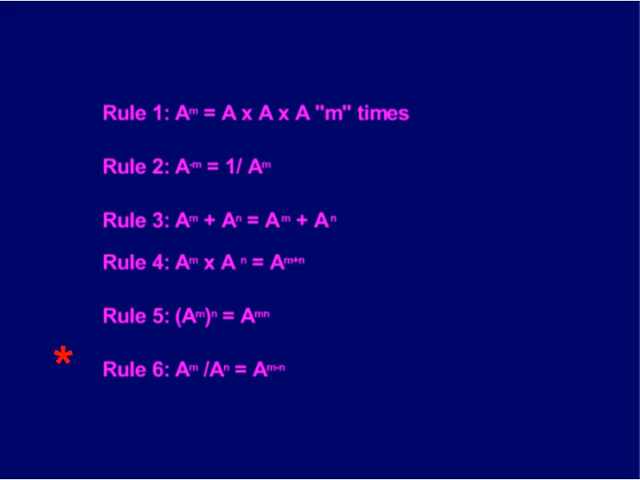 Rule 1: Aᵐ = A x A x A "m" times
Rule 2: A⁻ᵐ = 1/ Aᵐ
Rule 3: Aᵐ + Aⁿ = Aᵐ + Aⁿ
Rule 4: Aᵐ x A ⁿ = Aᵐ⁺ⁿ
Rule 5: (Aᵐ)ⁿ = Aᵐⁿ
* Rule 6: Aᵐ /Aⁿ = Aᵐ⁻ⁿ